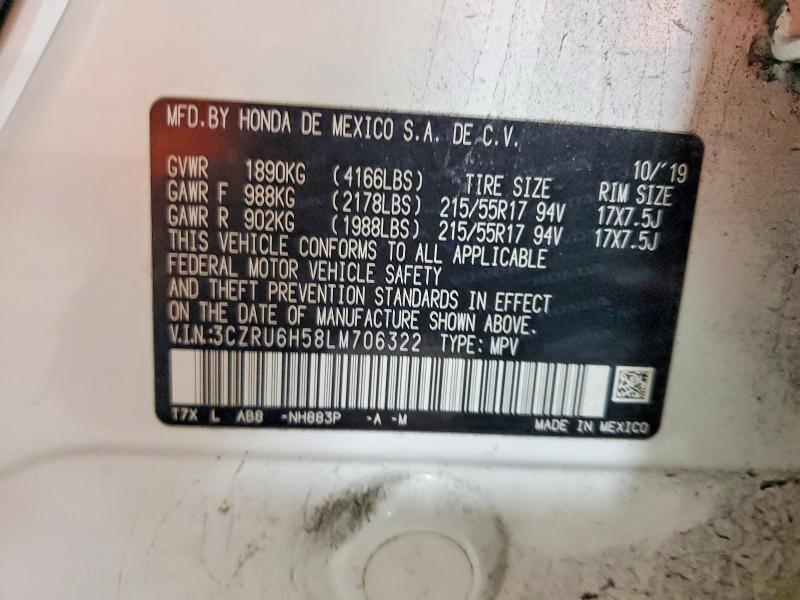 MFD.BY HONDA DE MEXICO S.A. DE C.V.
10/'19
GVWR 1890KG (4166LBS) TIRE SIZE RIM SIZE
GAWR F 988KG (2178LBS) 215/55R17 94V 17X7.5J
GAWR R 902KG (1988LBS) 215/55R17 94V 17X7.5J
THIS VEHICLE CONFORMS TO ALL APPLICABLE
FEDERAL MOTOR VEHICLE SAFETY
AND THEFT PREVENTION STANDARDS IN EFFECT
ON THE DATE OF MANUFACTURE SHOWN ABOVE.
V.I.N:3CZRU6H58LM706322 TYPE: MPV
T7X L AB8 -NH883P -A -M
MADE IN MEXICO